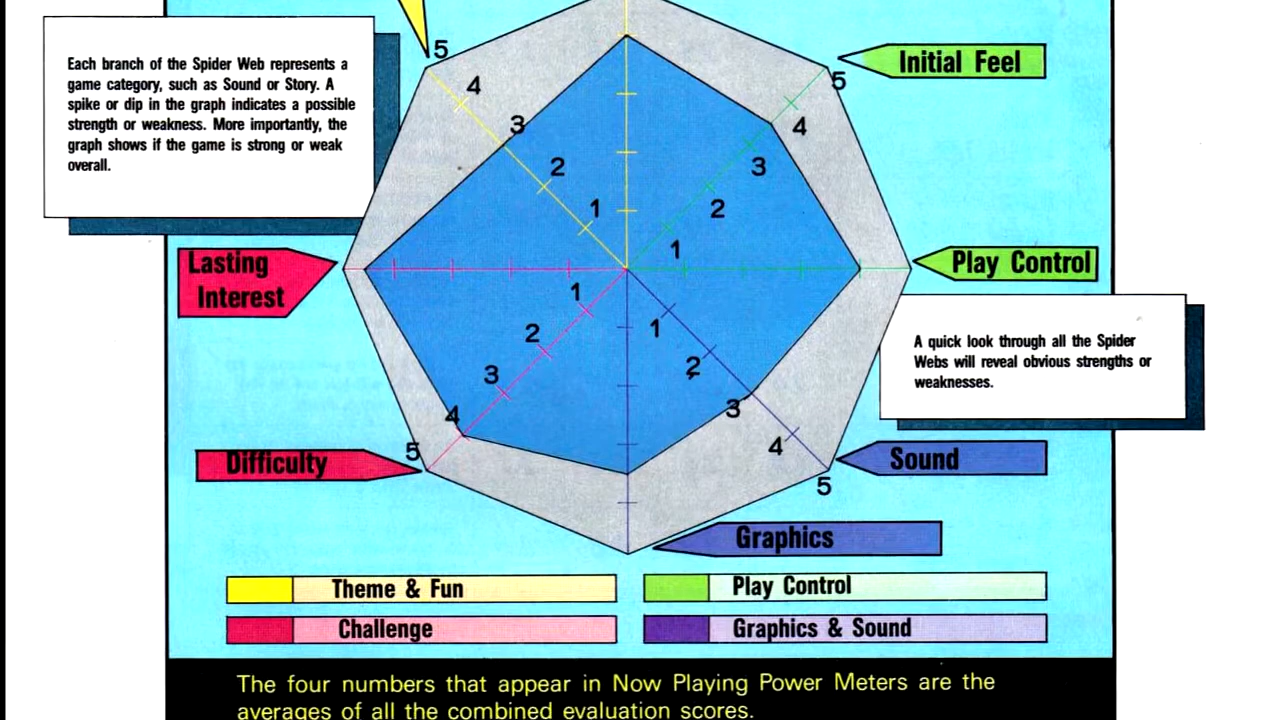 Each branch of the Spider Web represents a
game category, such as Sound or Story. A
spike or dip in the graph indicates a possible
strength or weakness. More importantly, the
graph shows if the game is strong or weak
overall.
5
4
3
2
1
Initial Feel
5
4
3
2
1
Lasting
Interest
Play Control
A quick look through all the Spider
Webs will reveal obvious strengths or
weaknesses.
1
2
3
4
5
Difficulty
1
2
3
4
5
Sound
Graphics
Theme & Fun
Play Control
Challenge
Graphics & Sound
The four numbers that appear in Now Playing Power Meters are the
averages of all the combined evaluation scores.